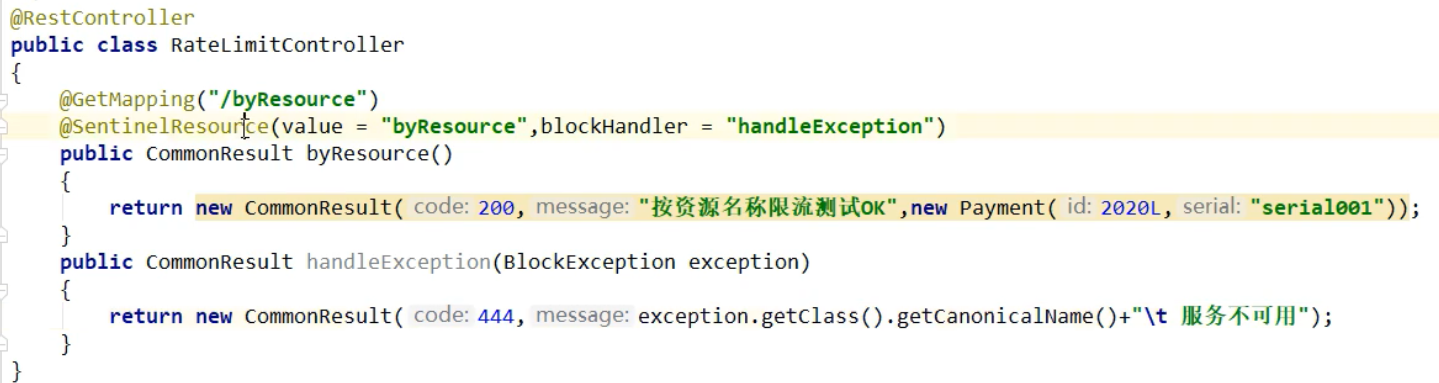 @RestController
public class RateLimitController
{
@GetMapping("/byResource")
@SentinelResource(value = "byResource",blockHandler = "handleException")
public CommonResult byResource()
{
return new CommonResult( code: 200, message: "按资源名称限流测试OK",new Payment( id: 2020L, serial: "serial001"));
}
public CommonResult handleException(BlockException exception)
{
return new CommonResult( code: 444, message: exception.getClass().getCanonicalName()+"\t 服务不可用");
}
}